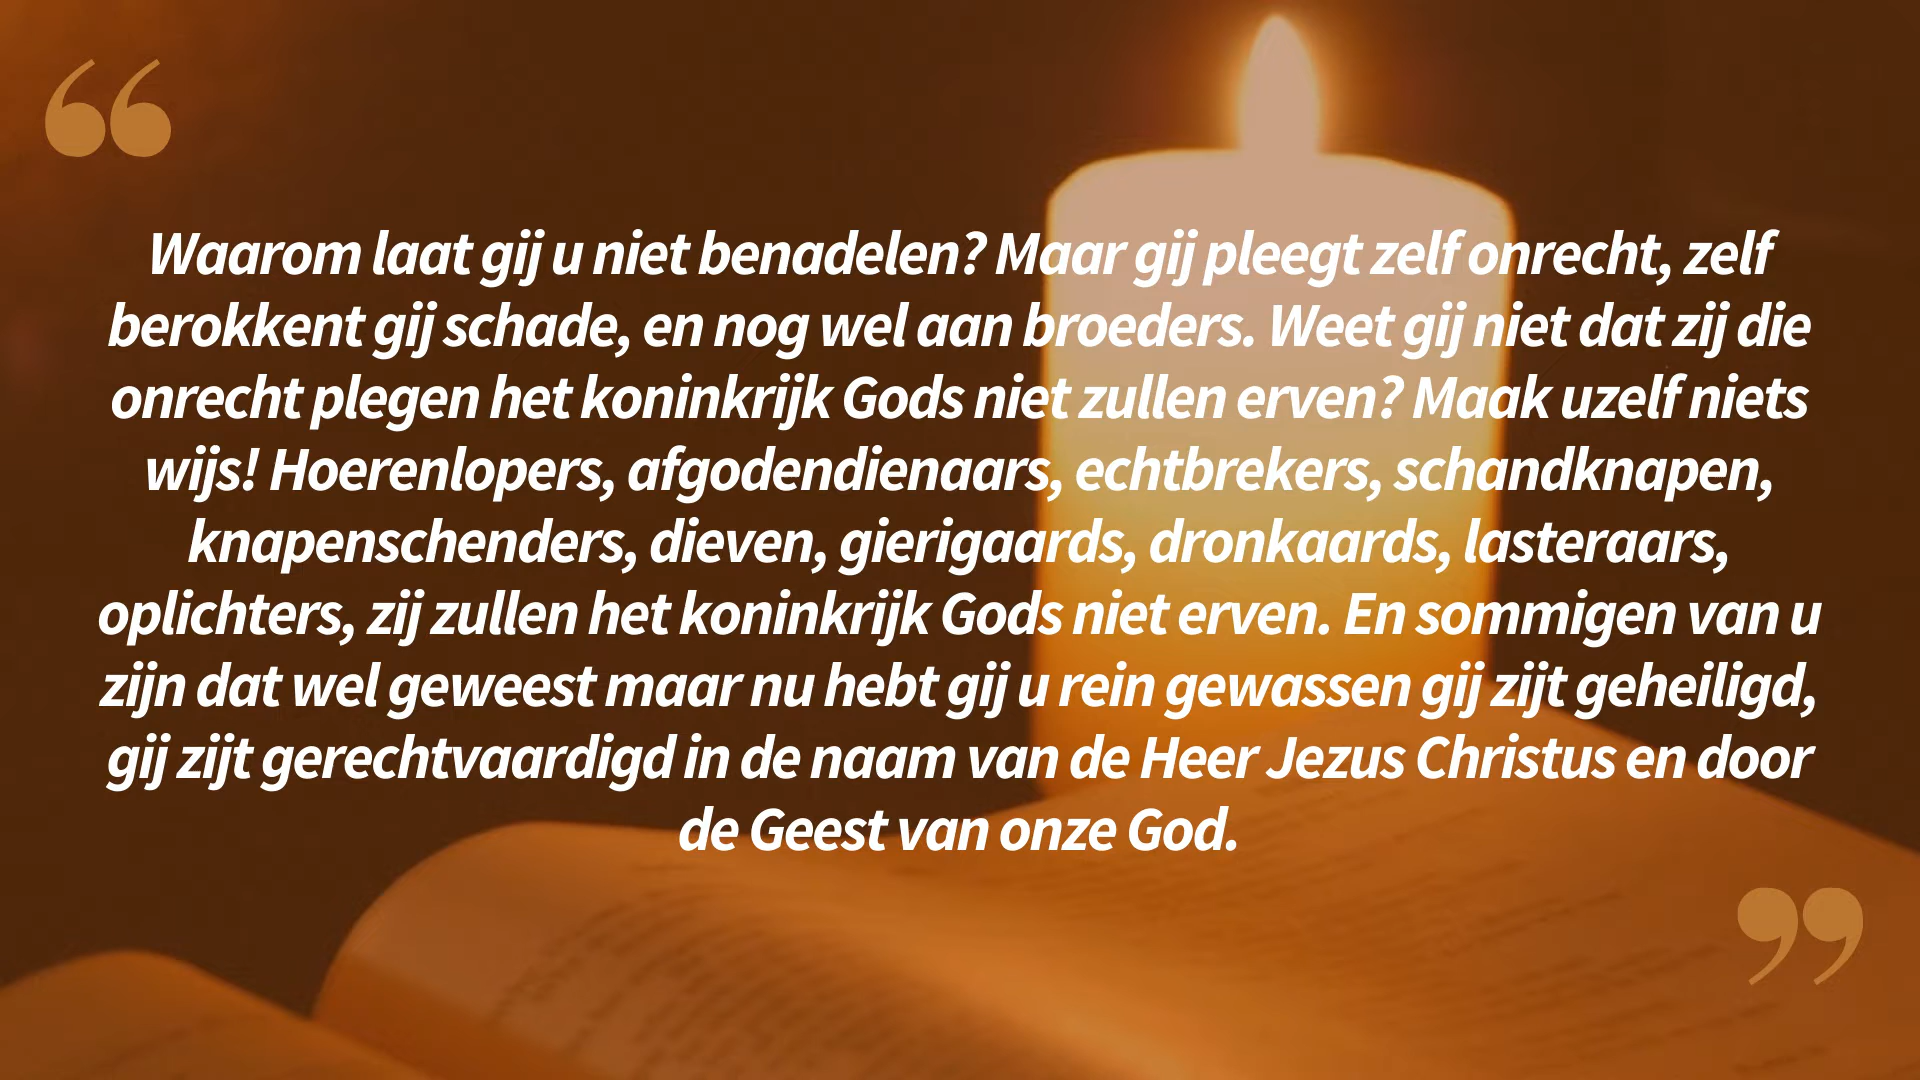 Waarom laat gij u niet benadelen? Maar gij pleegt zelf onrecht, zelf
berokkent gij schade, en nog wel aan broeders. Weet gij niet dat zij die
onrecht plegen het koninkrijk Gods niet zullen erven? Maak uzelf niets
wijs! Hoerenlopers, afgodendienaars, echtbrekers, schandknapen,
knapenschenders, dieven, gierigaards, dronkaards, lasteraars,
oplichters, zij zullen het koninkrijk Gods niet erven. En sommigen van u
zijn dat wel geweest maar nu hebt gij u rein gewassen gij zijt geheiligd,
gij zijt gerechtvaardigd in de naam van de Heer Jezus Christus en door
de Geest van onze God.